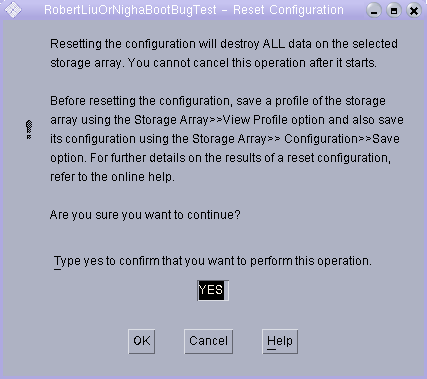 RobertLiuOrNighaBootBugTest – Reset Configuration
Resetting the configuration will destroy ALL data on the selected
storage array. You cannot cancel this operation after it starts.
Before resetting the configuration, save a profile of the storage
array using the Storage Array>>View Profile option and also save
its configuration using the Storage Array>> Configuration>>Save
option. For further details on the results of a reset configuration,
refer to the online help.
Are you sure you want to continue?
Type yes to confirm that you want to perform this operation.
YES
OK Cancel Help